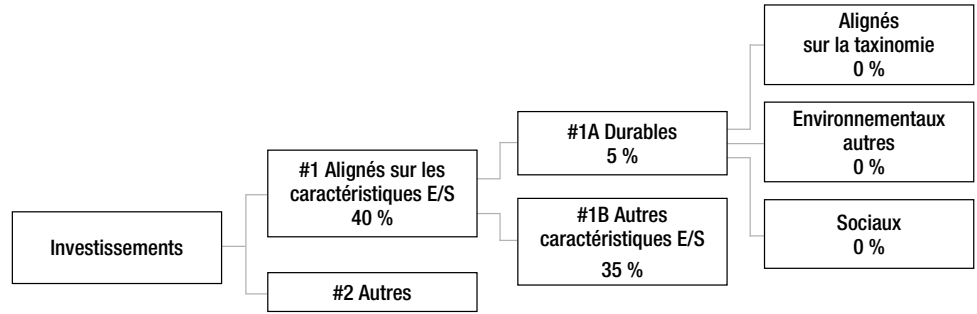 Investissements
#1 Alignés sur les
caractéristiques E/S
40 %
#2 Autres
#1A Durables
5 %
#1B Autres
caractéristiques E/S
35 %
Alignés
sur la taxinomie
0 %
Environnementaux
autres
0 %
Sociaux
0 %